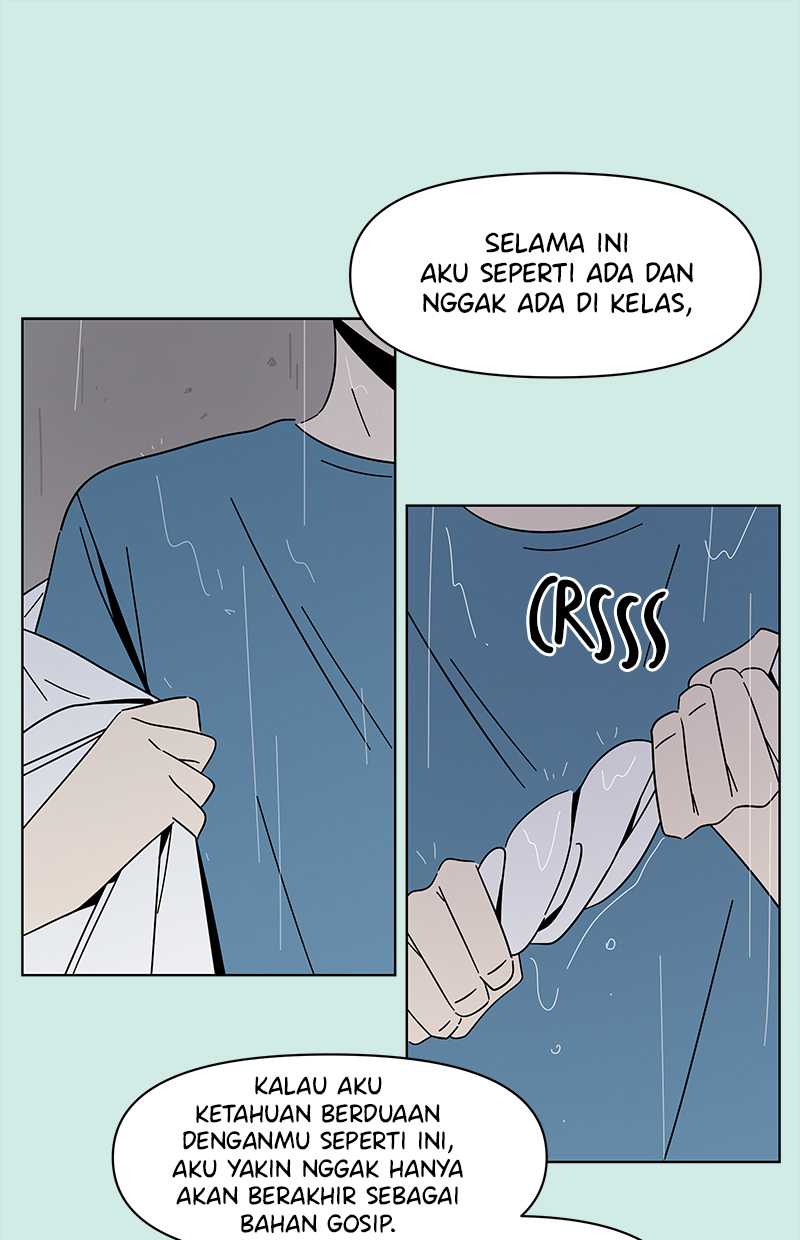 SELAMA INI
AKU SEPERTI ADA DAN
NGGAK ADA DI KELAS,
CRSSS
KALAU AKU
KETAHUAN BERDUAAN
DENGANMU SEPERTI INI,
AKU YAKIN NGGAK HANYA
AKAN BERAKHIR SEBAGAI
BAHAN GOSIP.